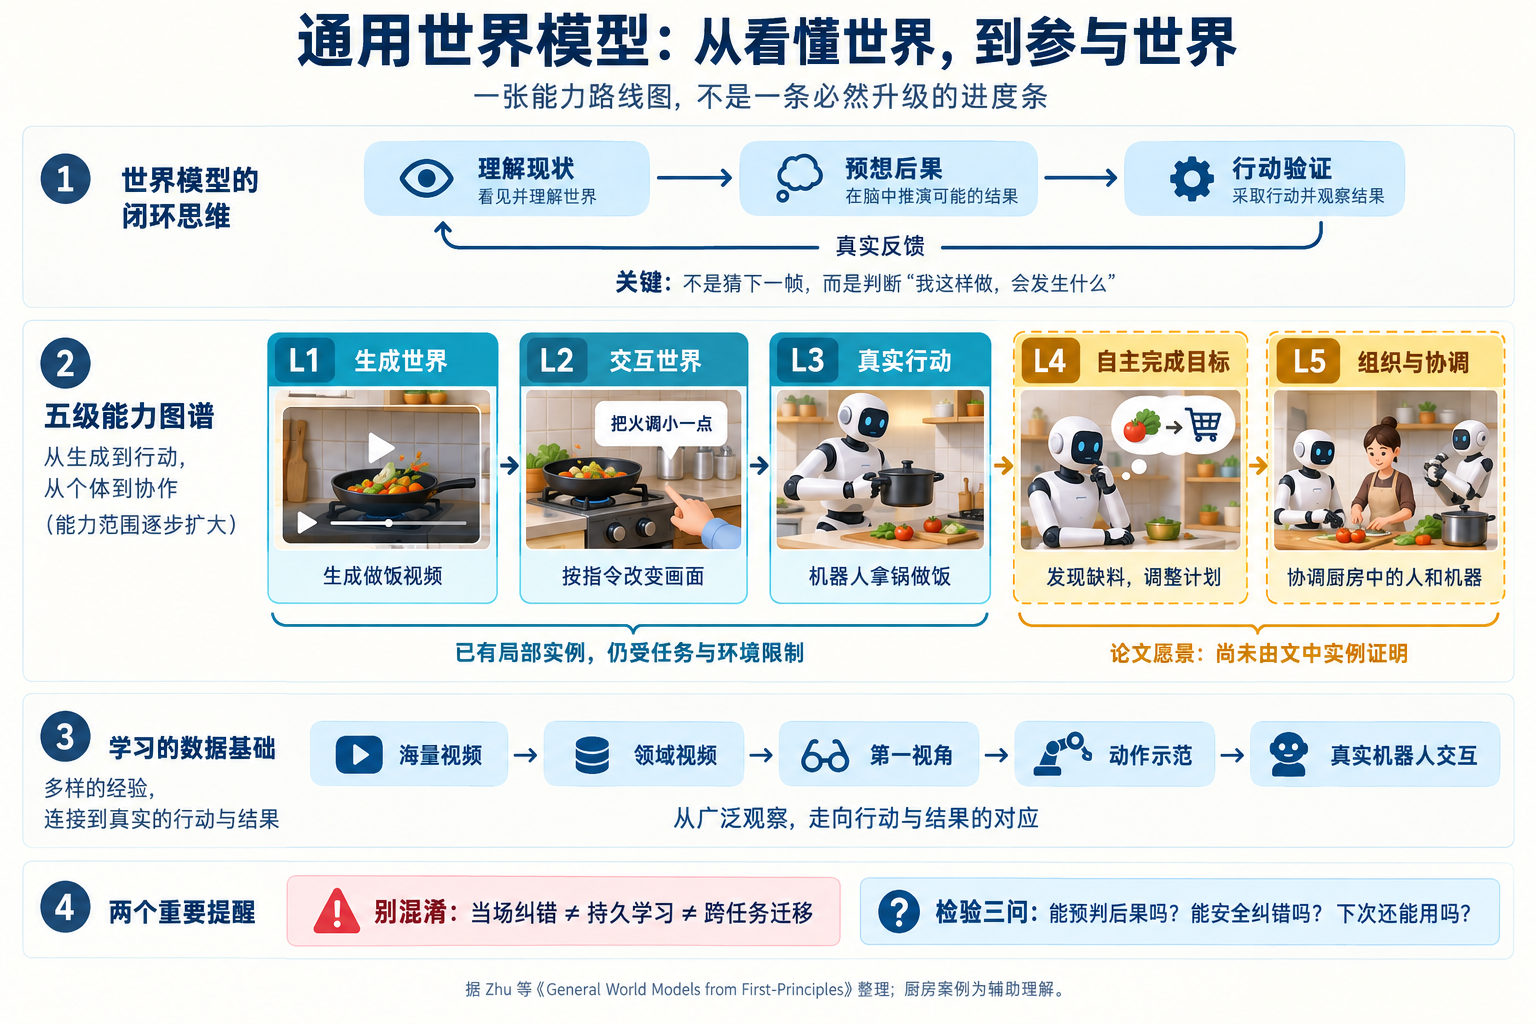 通用世界模型：从看懂世界，到参与世界
一张能力路线图，不是一条必然升级的进度条
1
世界模型的
闭环思维
理解现状
看见并理解世界
预想后果
在脑中推演可能的结果
行动验证
采取行动并观察结果
真实反馈
关键：不是猜下一帧，而是判断“我这样做，会发生什么”
2
五级能力图谱
从生成到行动，
从个体到协作
（能力范围逐步扩大）
L1 生成世界
生成做饭视频
L2 交互世界
把火调小一点
按指令改变画面
L3 真实行动
机器人拿锅做饭
L4 自主完成目标
发现缺料，调整计划
L5 组织与协调
协调厨房中的人和机器
已有局部实例，仍受任务与环境限制
论文愿景：尚未由文中实例证明
3
学习的数据基础
多样的经验，
连接到真实的行动与结果
海量视频
领域视频
第一视角
动作示范
真实机器人交互
从广泛观察，走向行动与结果的对应
4
两个重要提醒
别混淆：当场纠错 ≠ 持久学习 ≠ 跨任务迁移
检验三问：能预判后果吗？能安全纠错吗？ 下次还能用吗？
据 Zhu 等《General World Models from First-Principles》整理；厨房案例为辅助理解。